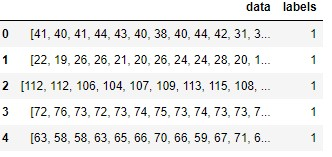 data labels
0 [41, 40, 41, 44, 43, 40, 38, 40, 44, 42, 31, 3... 1
1 [22, 19, 26, 26, 21, 20, 26, 24, 24, 28, 20, 1... 1
2 [112, 112, 106, 104, 107, 109, 113, 115, 108, ... 1
3 [72, 76, 73, 72, 73, 74, 75, 73, 74, 73, 73, 7... 1
4 [63, 58, 58, 63, 65, 66, 70, 66, 59, 67, 71, 6... 1